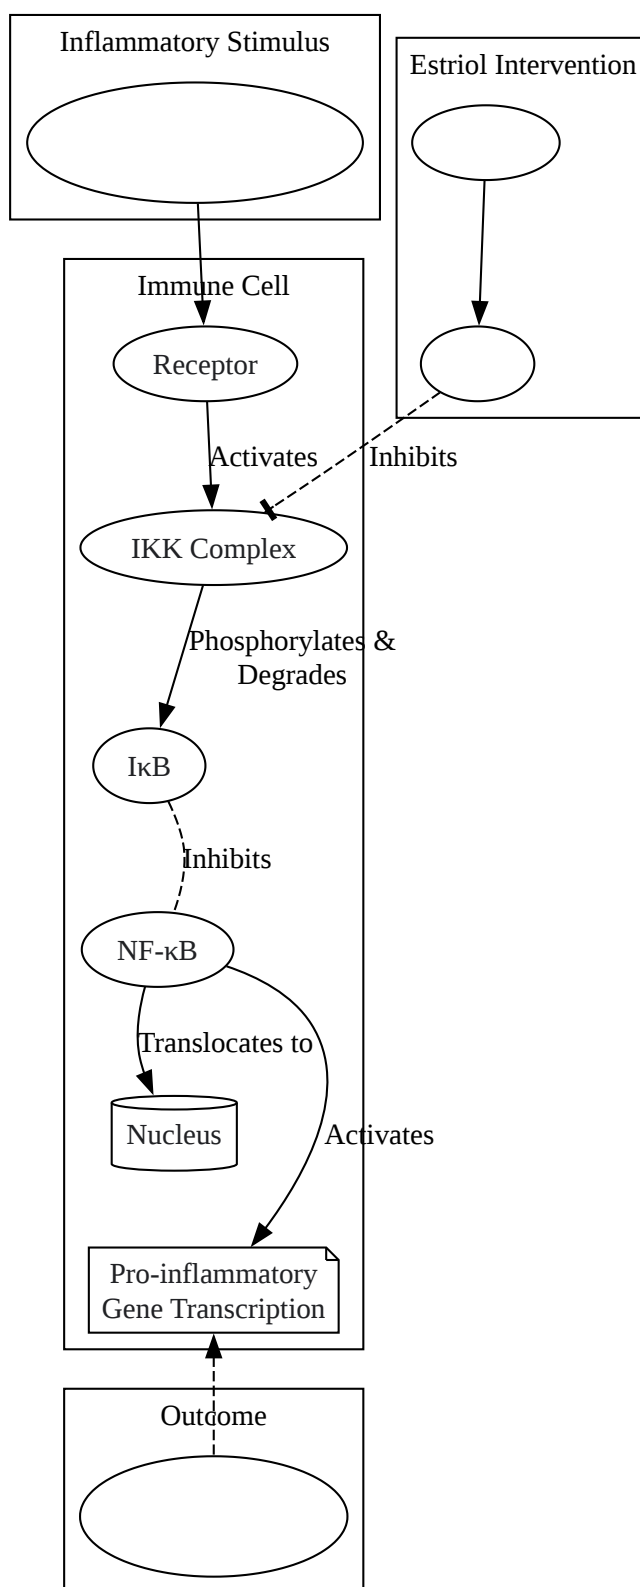 Inflammatory Stimulus
Estriol Intervention
Immune Cell
Receptor
Activates
Inhibits
IKK Complex
Phosphorylates &
Degrades
IκB
Inhibits
NF-κB
Translocates to
Nucleus
Activates
Pro-inflammatory
Gene Transcription
Outcome